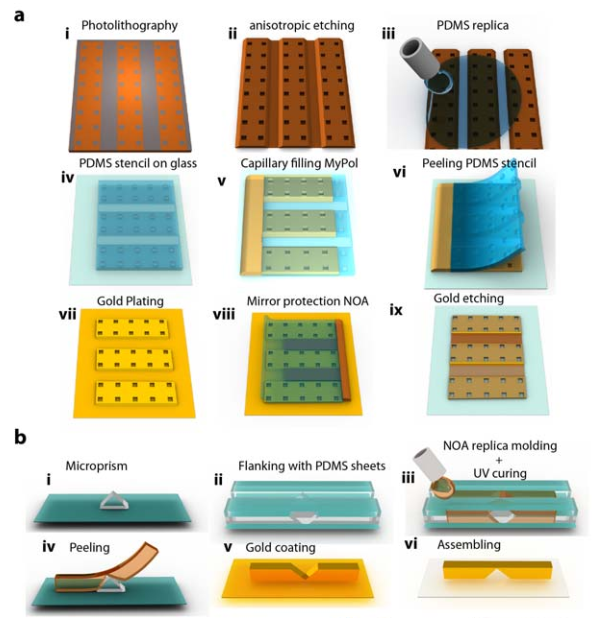 a
Photolithography
i
anisotropic etching
ii
PDMS replica
iii
PDMS stencil on glass
iv
Capillary filling MyPol
v
Peeling PDMS stencil
vi
Gold Plating
vii
Mirror protection NOA
viii
Gold etching
ix
b
Microprism
i
Flanking with PDMS sheets
ii
NOA replica molding
+
UV curing
iii
Peeling
iv
Gold coating
v
Assembling
vi